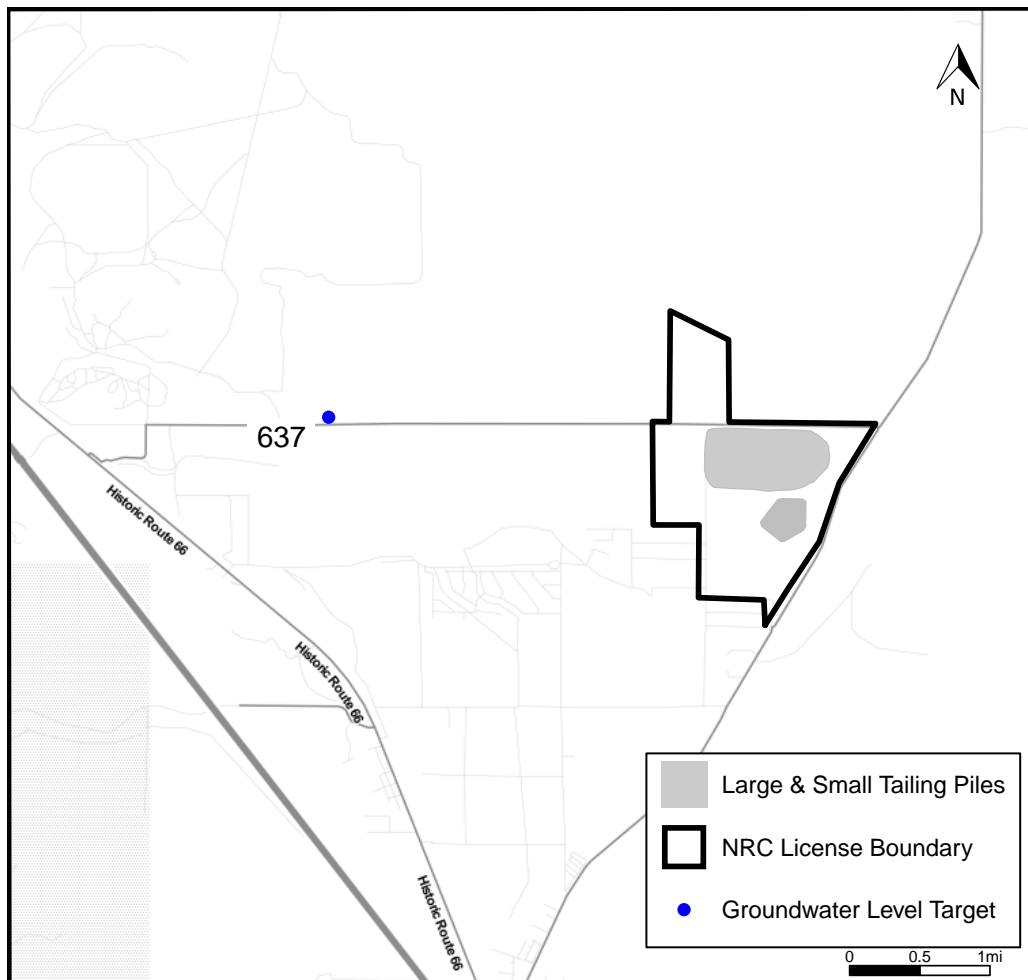 N
637
Historic Route 66
Historic Route 66
Historic Route 66
Large & Small Tailing Piles
NRC License Boundary
Groundwater Level Target
0 0.5 1mi